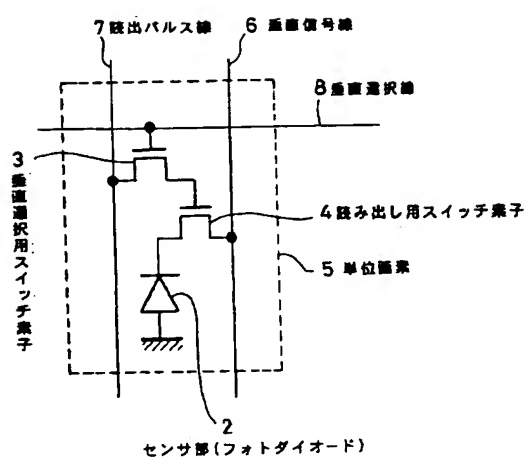 7 読出パルス線
6 垂直信号線
8 垂直選択線
3 垂直選択用スイッチ素子
4 読み出し用スイッチ素子
5 単位画素
2
センサ部(フォトダイオード)